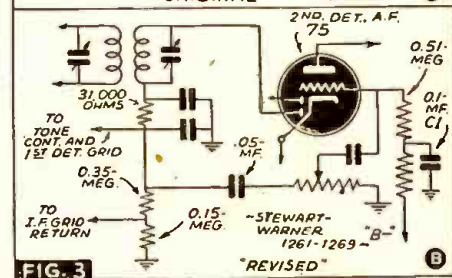 2ND. DET., A.F.
75
0.51-
MEG.
0.1-
MF.
C1
31,000
OHMS
TO
TONE
CONT. AND
1ST DET. GRID
.05-
MF.
0.35-
MEG.
TO
I.F. GRID
RETURN
0.15-
MEG.
~STEWART-
WARNER
1261-1269~
"B-"
"REVISED"
B
FIG. 3